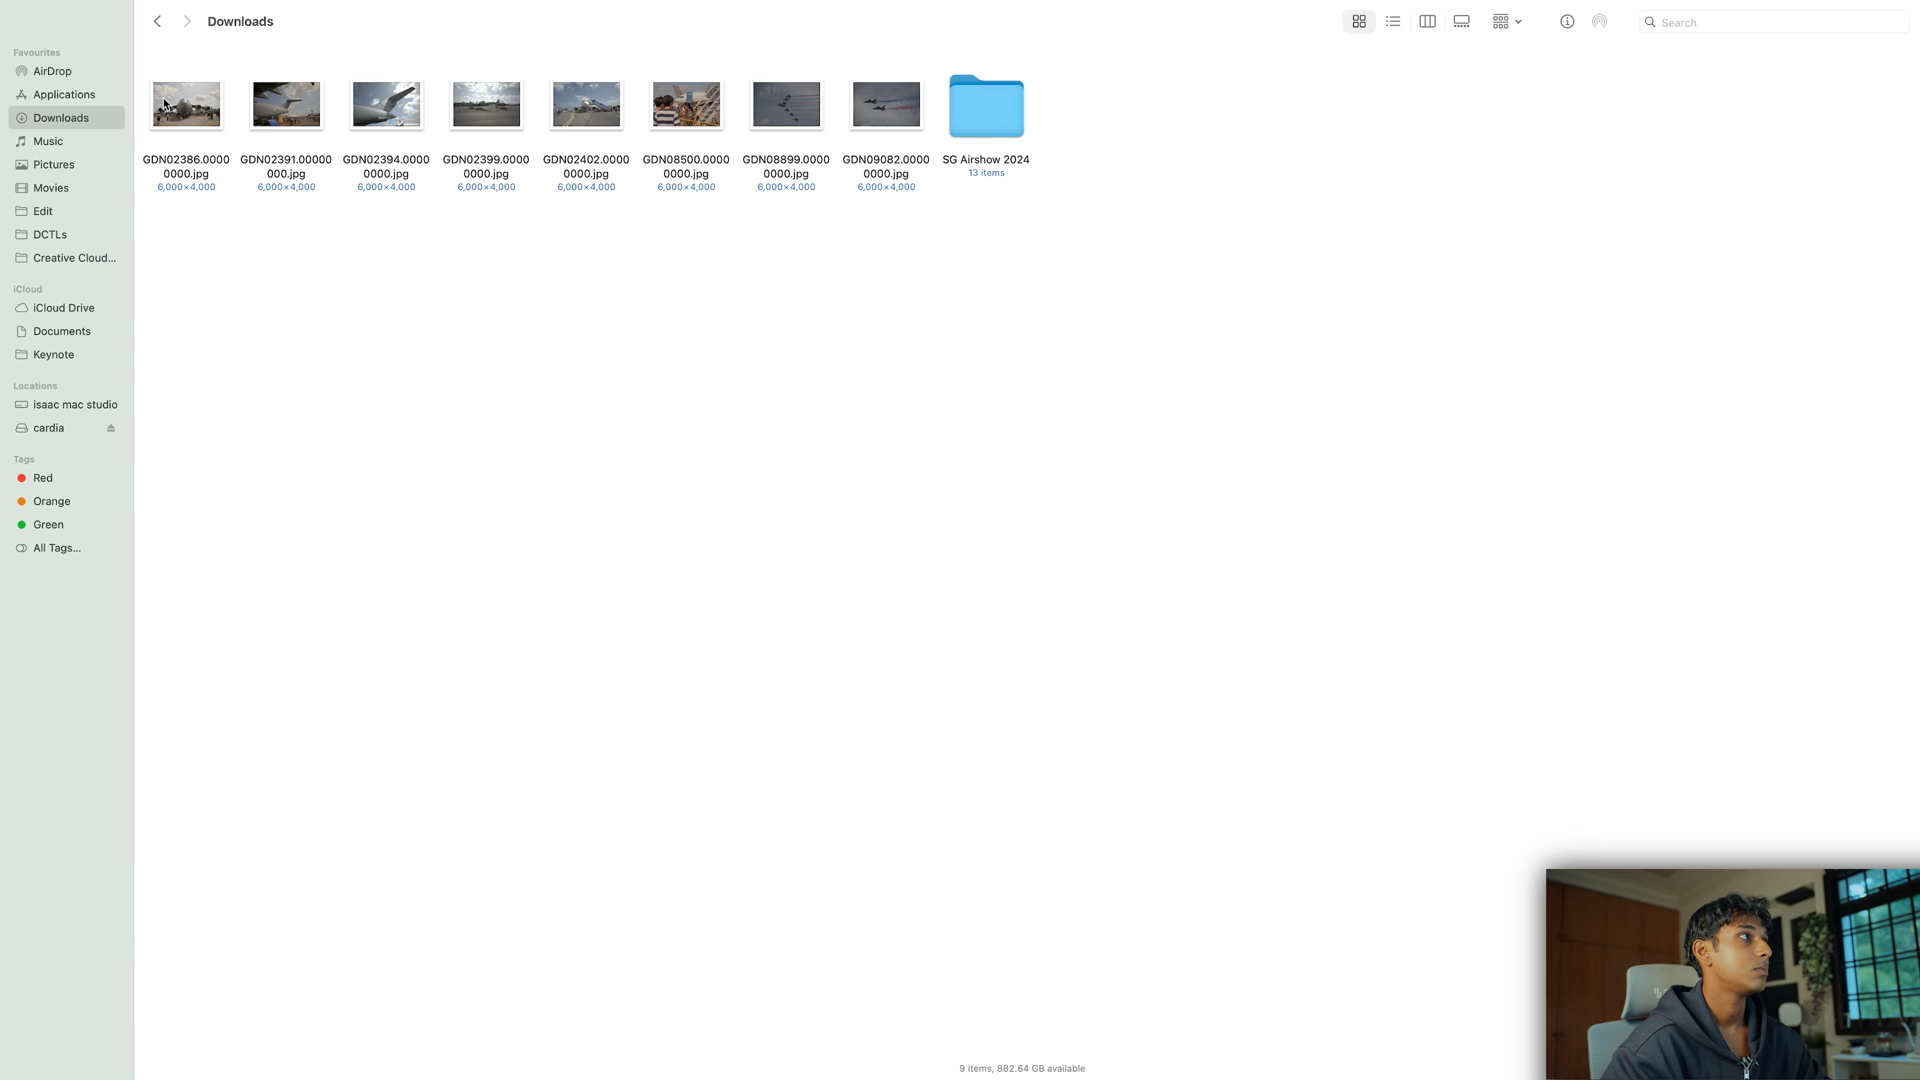 Downloads
Search
Favourites
AirDrop
Applications
Downloads
Music
Pictures
Movies
Edit
DCTLs
Creative Cloud...
iCloud
iCloud Drive
Documents
Keynote
Locations
isaac mac studio
cardia
Tags
Red
Orange
Green
All Tags...
GDN02386.0000
0000.jpg
6,000×4,000
GDN02391.00000
000.jpg
6,000×4,000
GDN02394.0000
0000.jpg
6,000×4,000
GDN02399.0000
0000.jpg
6,000×4,000
GDN02402.0000
0000.jpg
6,000×4,000
GDN08500.0000
0000.jpg
6,000×4,000
GDN08899.0000
0000.jpg
6,000×4,000
GDN09082.0000
0000.jpg
6,000×4,000
SG Airshow 2024
13 items
9 items, 882.64 GB available